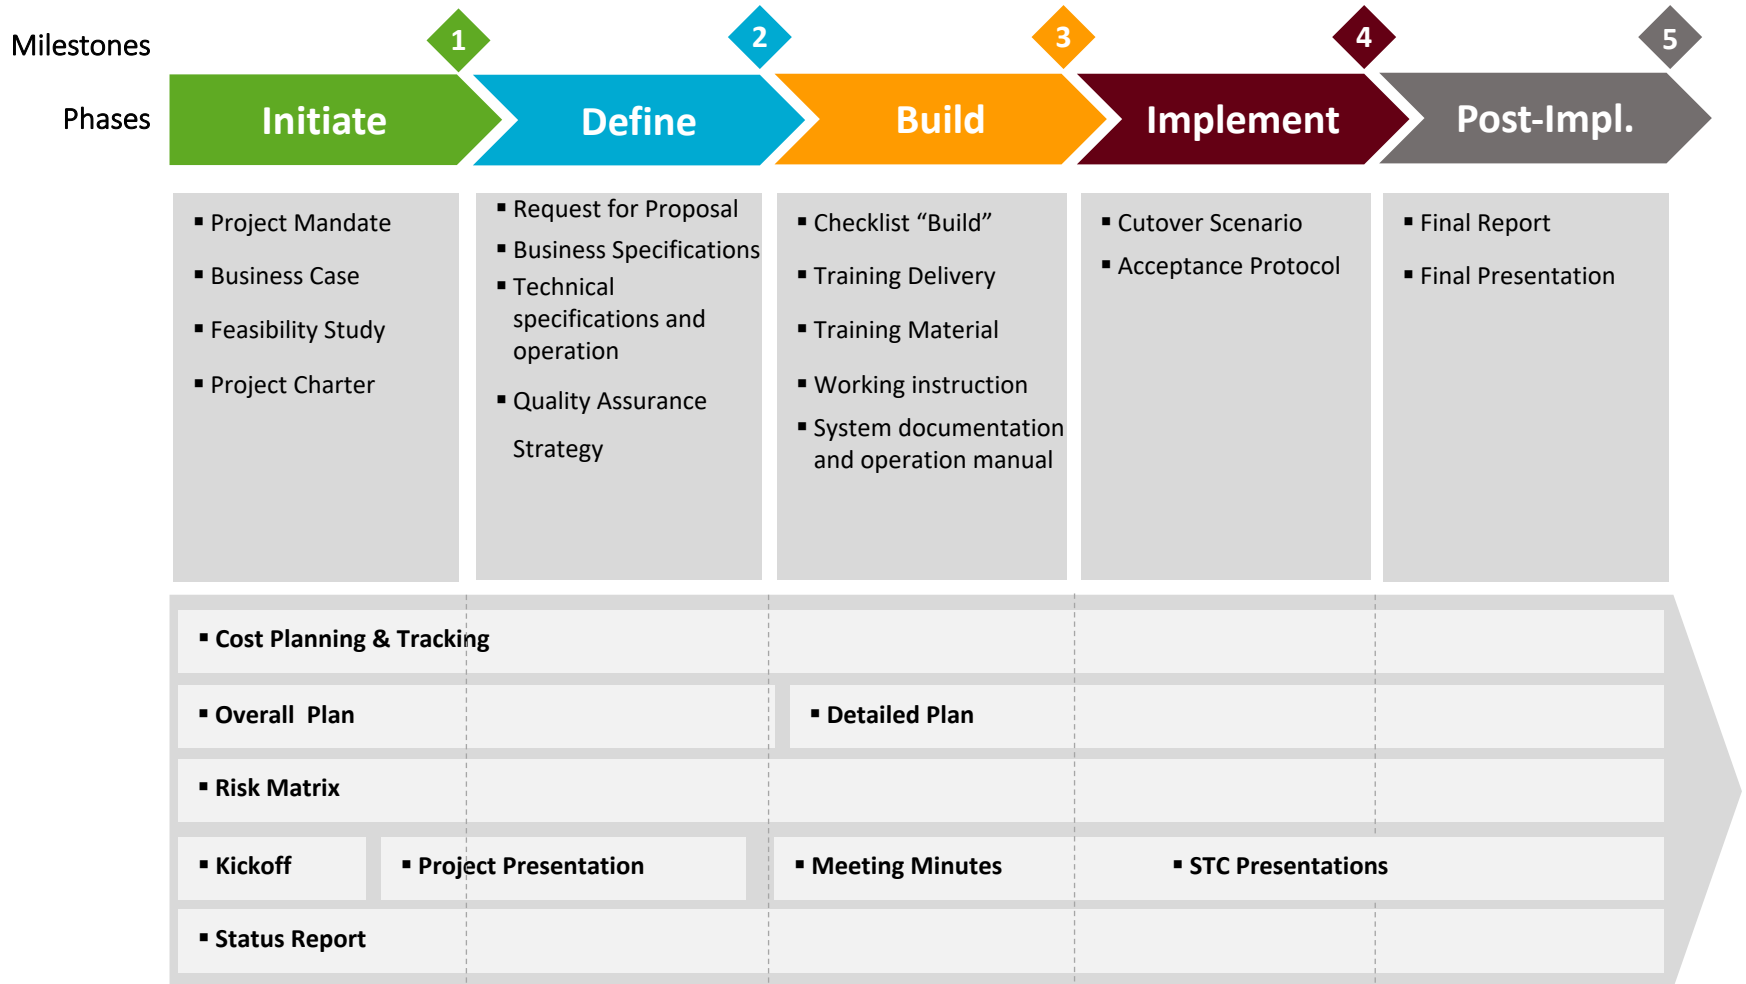 Milestones
1
2
3
4
5
Phases
Initiate
Define
Build
Implement
Post-Impl.
▪ Project Mandate
▪ Business Case
▪ Feasibility Study
▪ Project Charter
▪ Request for Proposal
▪ Business Specifications
▪ Technical
specifications and
operation
▪ Quality Assurance
Strategy
▪ Checklist “Build”
▪ Training Delivery
▪ Training Material
▪ Working instruction
▪ System documentation
and operation manual
▪ Cutover Scenario
▪ Acceptance Protocol
▪ Final Report
▪ Final Presentation
▪ Cost Planning & Tracking
▪ Overall  Plan
▪ Detailed Plan
▪ Risk Matrix
▪ Kickoff
▪ Project Presentation
▪ Meeting Minutes
▪ STC Presentations
▪ Status Report